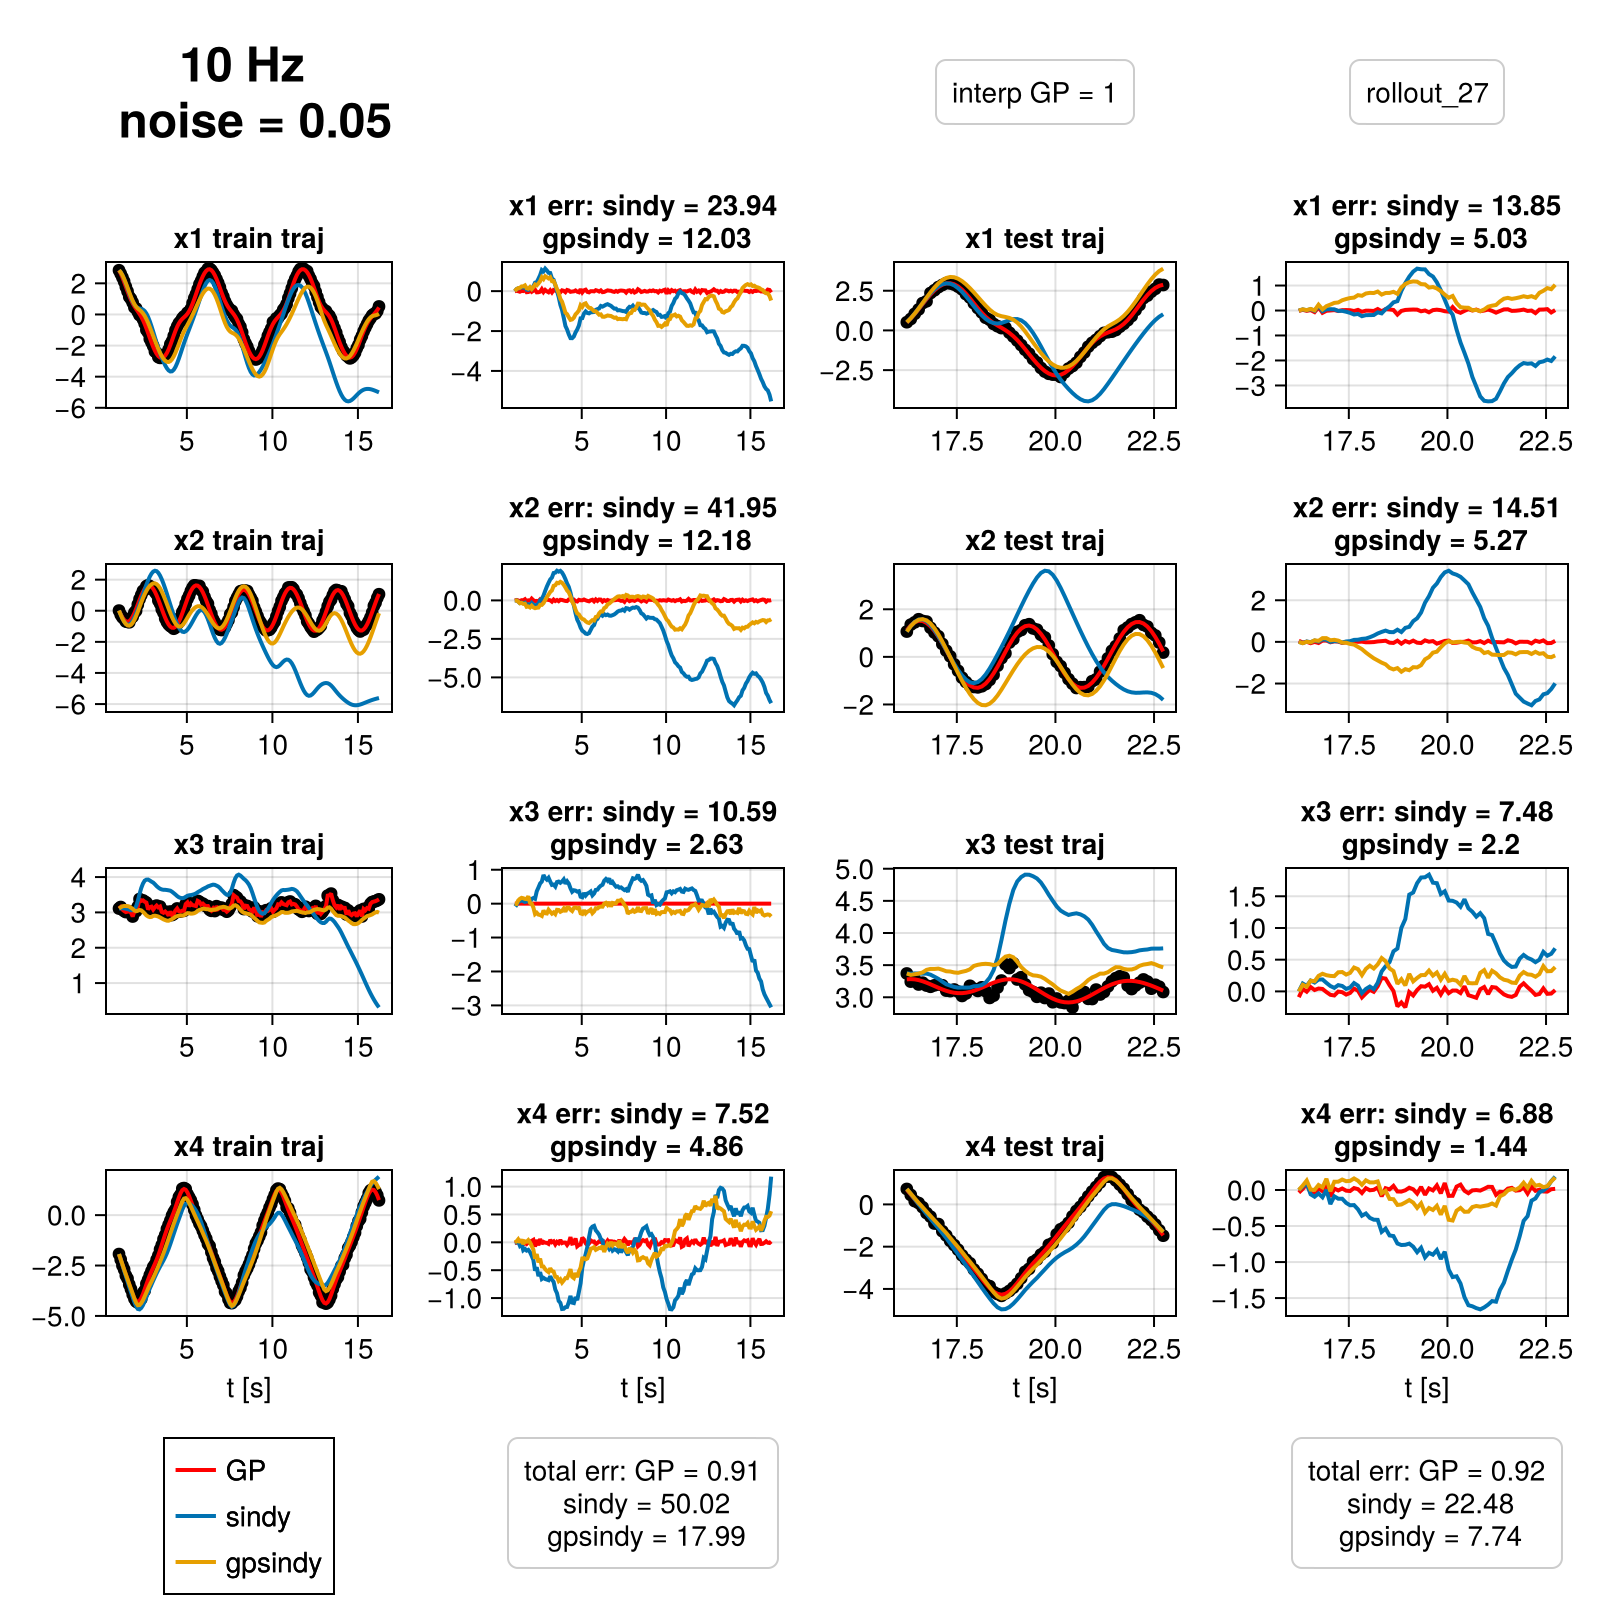 10 Hz
noise = 0.05
interp GP = 1
rollout_27
x1 train traj
2
0
−2
−4
−6
5
10
15
x1 err: sindy = 23.94
gpsindy = 12.03
0
−2
−4
5
10
15
x1 test traj
2.5
0.0
−2.5
17.5
20.0
22.5
x1 err: sindy = 13.85
gpsindy = 5.03
1
0
−1
−2
−3
17.5
20.0
22.5
x2 train traj
2
0
−2
−4
−6
5
10
15
x2 err: sindy = 41.95
gpsindy = 12.18
0.0
−2.5
−5.0
5
10
15
x2 test traj
2
0
−2
17.5
20.0
22.5
x2 err: sindy = 14.51
gpsindy = 5.27
2
0
−2
17.5
20.0
22.5
x3 train traj
4
3
2
1
5
10
15
x3 err: sindy = 10.59
gpsindy = 2.63
1
0
−1
−2
−3
5
10
15
x3 test traj
5.0
4.5
4.0
3.5
3.0
17.5
20.0
22.5
x3 err: sindy = 7.48
gpsindy = 2.2
1.5
1.0
0.5
0.0
17.5
20.0
22.5
x4 train traj
0.0
−2.5
−5.0
5
10
15
t [s]
x4 err: sindy = 7.52
gpsindy = 4.86
1.0
0.5
0.0
−0.5
−1.0
5
10
15
t [s]
x4 test traj
0
−2
−4
17.5
20.0
22.5
t [s]
x4 err: sindy = 6.88
gpsindy = 1.44
0.0
−0.5
−1.0
−1.5
17.5
20.0
22.5
t [s]
GP
sindy
gpsindy
total err: GP = 0.91
sindy = 50.02
gpsindy = 17.99
total err: GP = 0.92
sindy = 22.48
gpsindy = 7.74